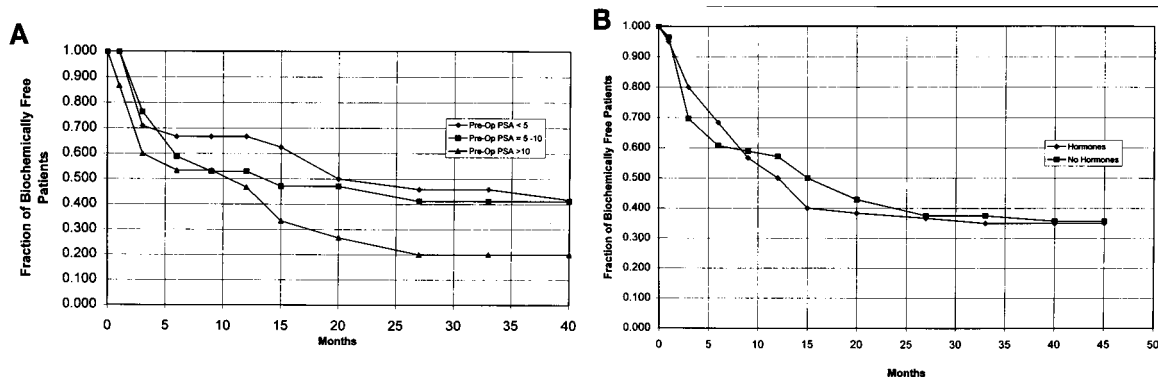 A
Fraction of Biochemically Free
Patients
1.000
0.900
0.800
0.700
0.600
0.500
0.400
0.300
0.200
0.100
0.000
0 5 10 15 20 25 30 35 40
Months
Pre-Op PSA < 5
Pre-Op PSA = 5 -10
Pre-Op PSA >10
B
Fraction of Biochemically Free Patients
1.000
0.900
0.800
0.700
0.600
0.500
0.400
0.300
0.200
0.100
0.000
0 5 10 15 20 25 30 35 40 45 50
Months
Hormones
No Hormones